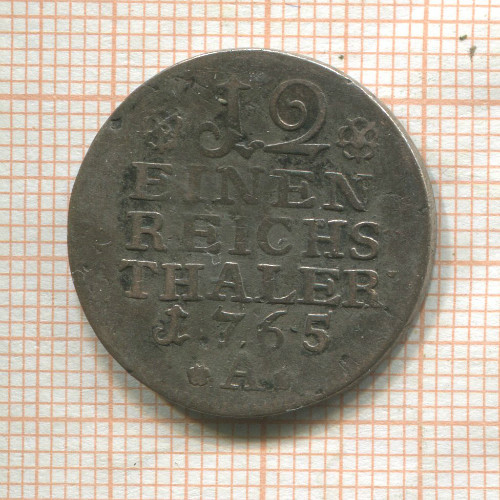 12
EINEN
REICHS
THALER
1765
A